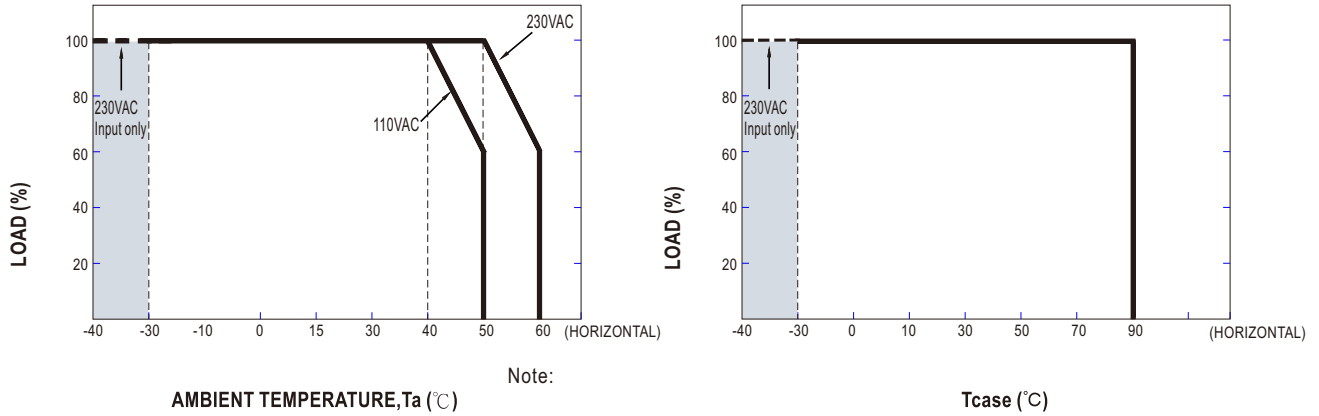 230VAC
100
80
60
40
20
230VAC
Input only
110VAC
LOAD (%)
-40 -30 -10 0 15 30 40 50 60 (HORIZONTAL)
Note:
AMBIENT TEMPERATURE,Ta (℃)
100
80
60
40
20
230VAC
Input only
LOAD (%)
-40 -30 0 10 30 50 70 90 (HORIZONTAL)
Tcase (℃)